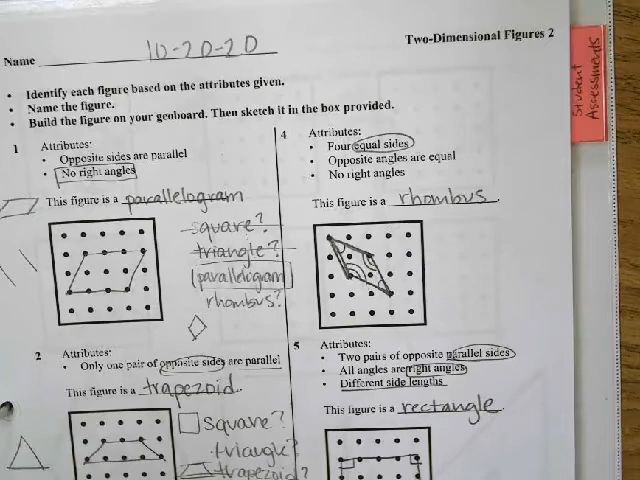 Two-Dimensional Figures 2
Name 10-20-20
• Identify each figure based on the attributes given.
• Name the figure.
• Build the figure on your geoboard. Then sketch it in the box provided.
Student Assessments
1 Attributes:
• Opposite sides are parallel
• No right angles
This figure is a parallelogram
square?
triangle?
parallelogram
rhombus?
2 Attributes:
• Only one pair of opposite sides are parallel
This figure is a trapezoid.
square?
triangle?
trapezoid?
4 Attributes:
• Four equal sides
• Opposite angles are equal
• No right angles
This figure is a rhombus.
5 Attributes:
• Two pairs of opposite parallel sides
• All angles are right angles
• Different side lengths
This figure is a rectangle.